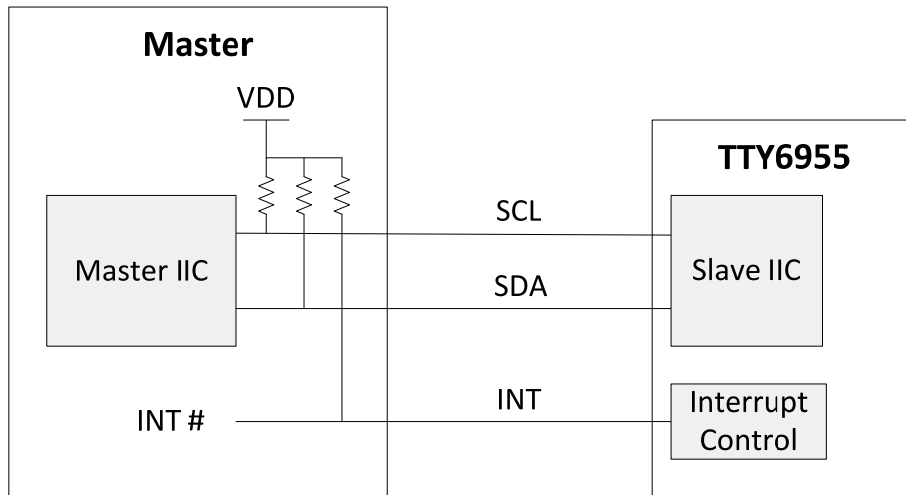 Master
VDD
TTY6955
SCL
Master IIC
Slave IIC
SDA
INT
INT #
Interrupt
Control